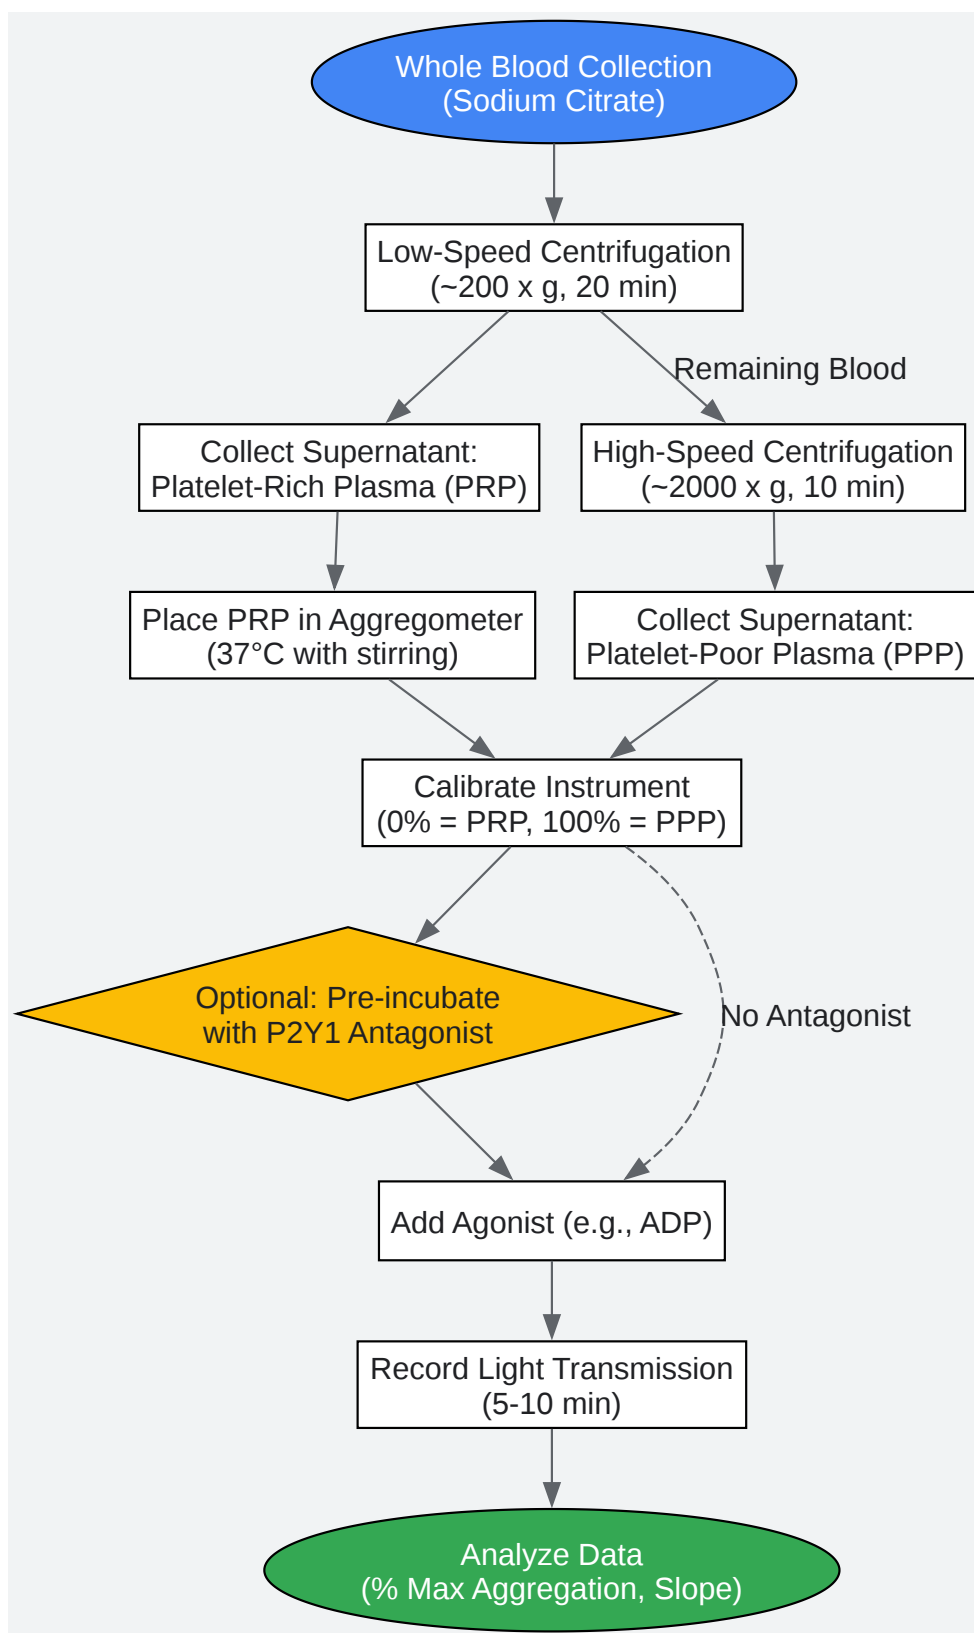 Whole Blood Collection
(Sodium Citrate)
Low-Speed Centrifugation
(~200 x g, 20 min)
Remaining Blood
Collect Supernatant:
Platelet-Rich Plasma (PRP)
High-Speed Centrifugation
(~2000 x g, 10 min)
Place PRP in Aggregometer
(37°C with stirring)
Collect Supernatant:
Platelet-Poor Plasma (PPP)
Calibrate Instrument
(0% = PRP, 100% = PPP)
Optional: Pre-incubate
with P2Y1 Antagonist
No Antagonist
Add Agonist (e.g., ADP)
Record Light Transmission
(5-10 min)
Analyze Data
(% Max Aggregation, Slope)